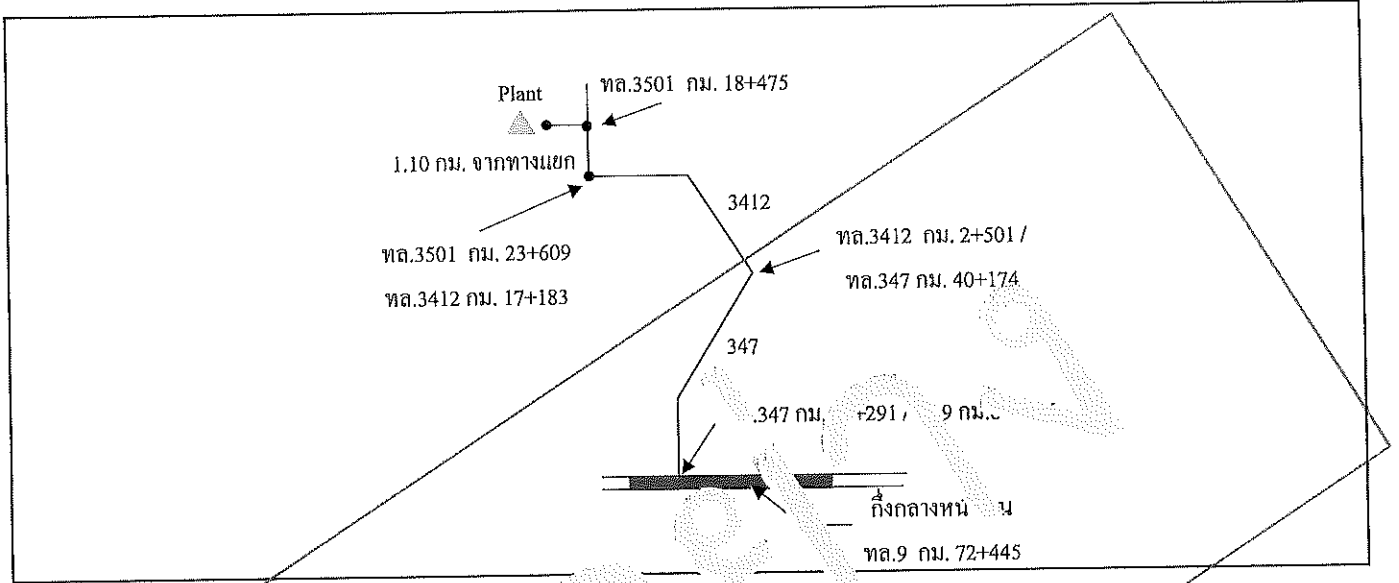 Plant
ทล.3501 กม. 18+475
1.10 กม. จากทางแยก
3412
ทล.3501 กม. 23+609
ทล.3412 กม. 17+183
ทล.3412 กม. 2+501 /
ทล.347 กม. 40+174
347
.347 กม. +291 / 9 กม.
กึ่งกลาง
ทล.9 กม. 72+445